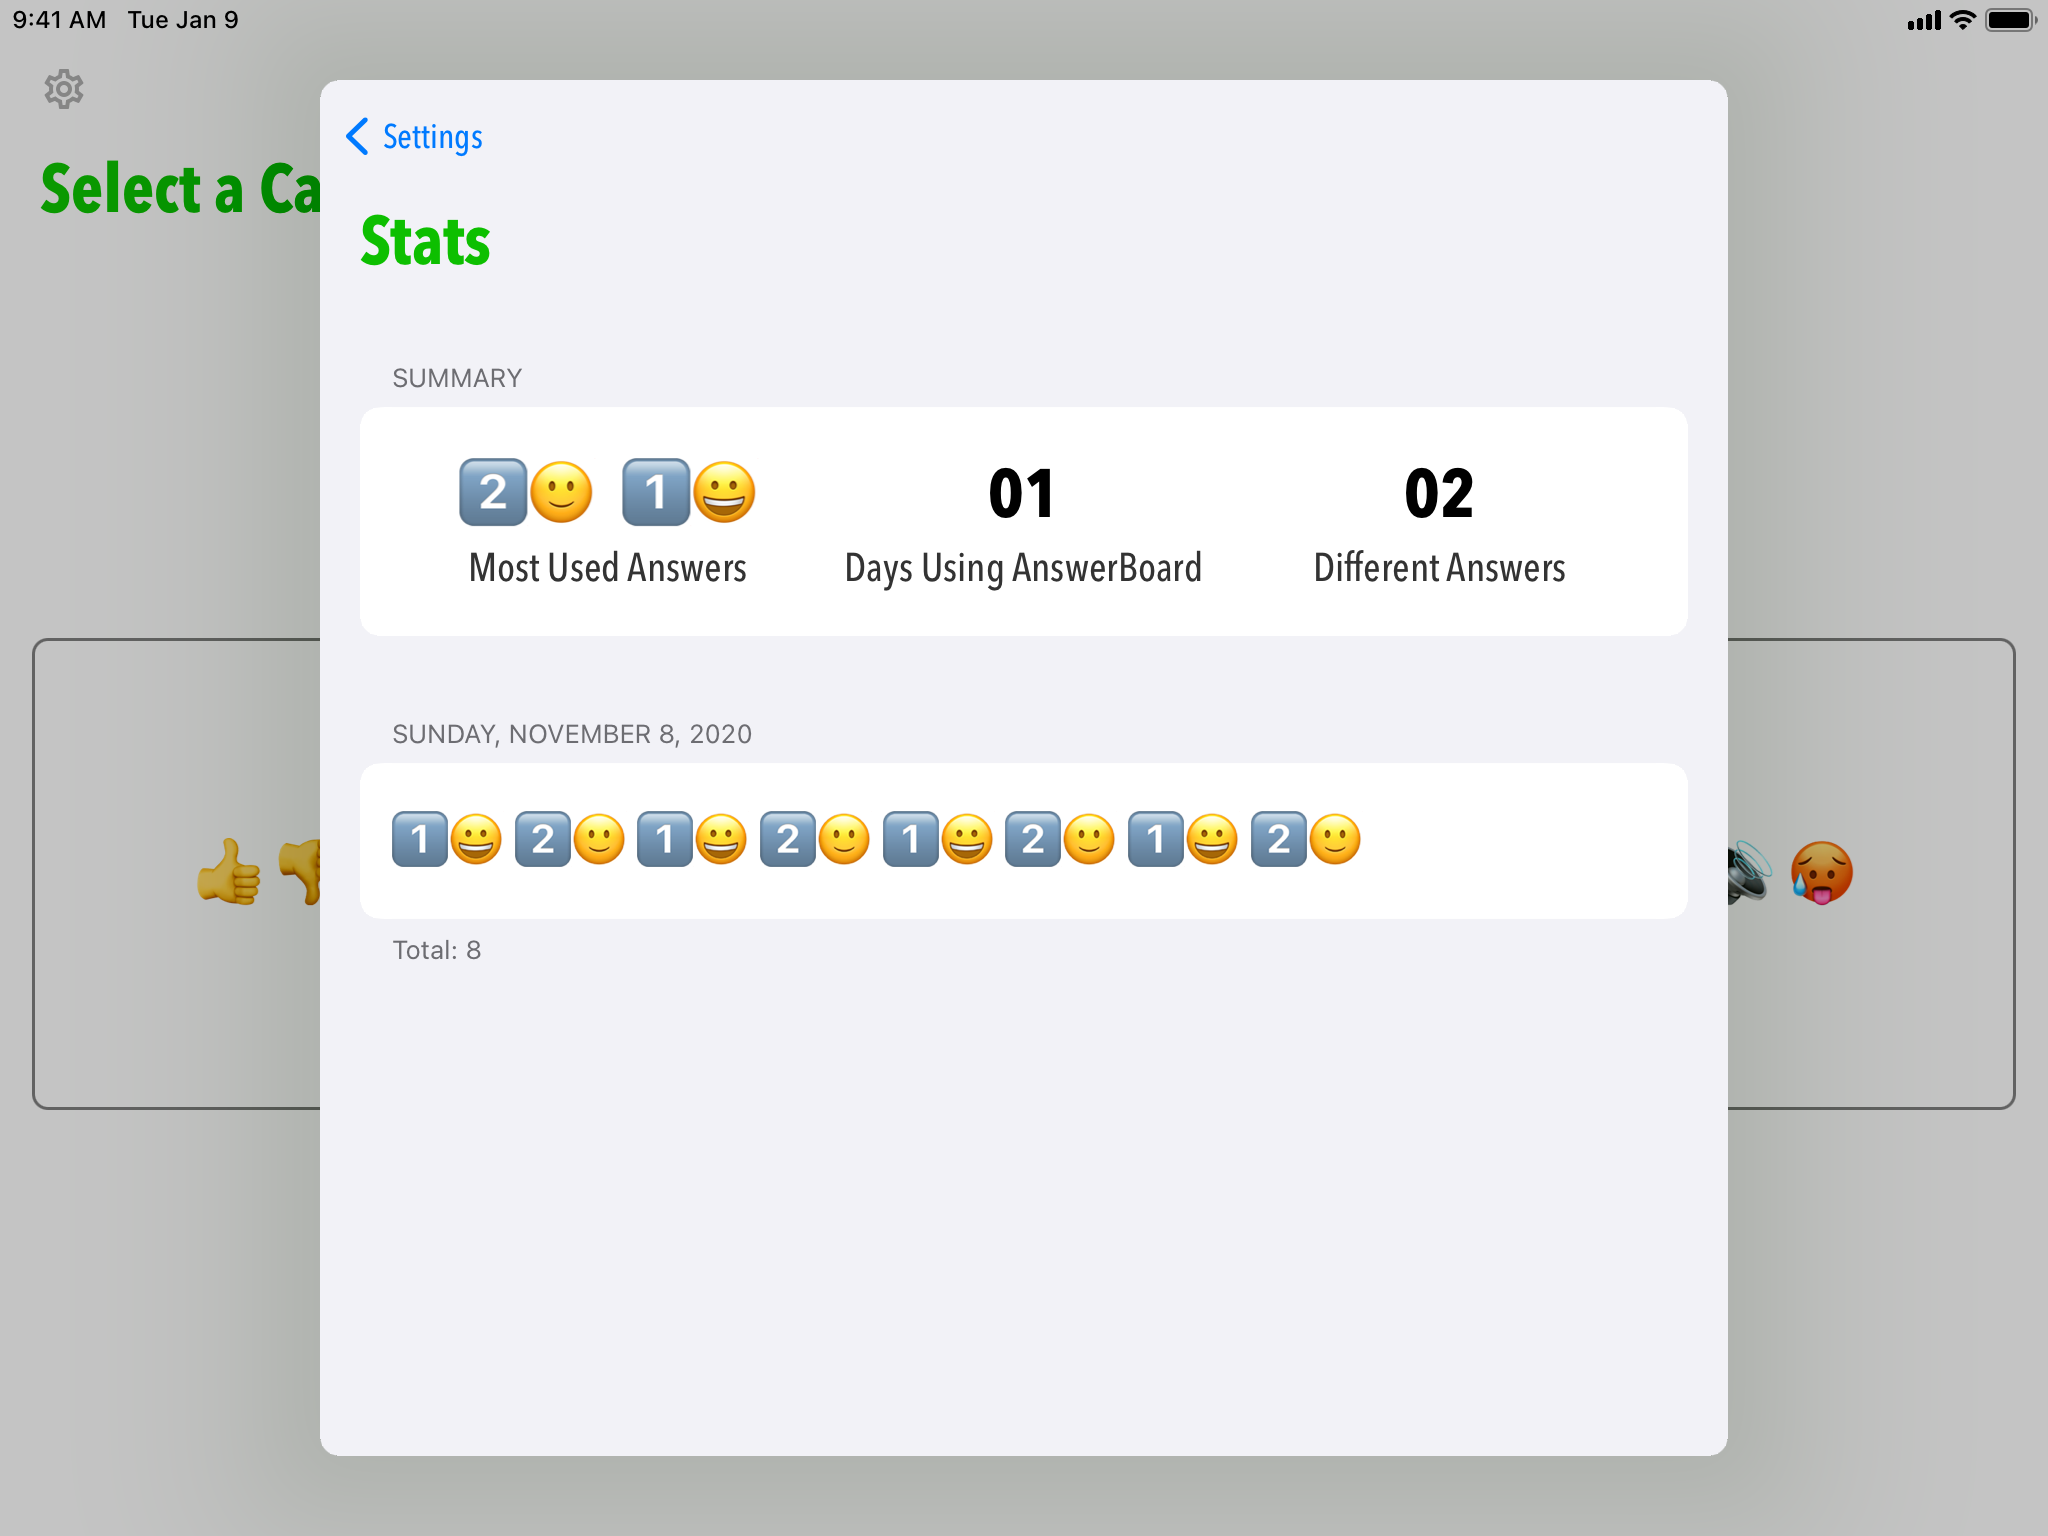 9:41 AM Tue Jan 9
Select a Ca
Settings
Stats
SUMMARY
2️⃣🙂 1️⃣😀
Most Used Answers
01
Days Using AnswerBoard
02
Different Answers
SUNDAY, NOVEMBER 8, 2020
1️⃣😀 2️⃣🙂 1️⃣😀 2️⃣🙂 1️⃣😀 2️⃣🙂 1️⃣😀 2️⃣🙂
Total: 8